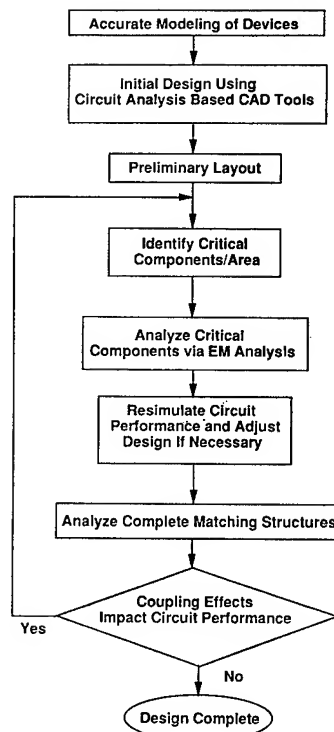 Accurate Modeling of Devices
Initial Design Using
Circuit Analysis Based CAD Tools
Preliminary Layout
Identify Critical
Components/Area
Analyze Critical
Components via EM Analysis
Resimulate Circuit
Performance and Adjust
Design If Necessary
Analyze Complete Matching Structures
Coupling Effects
Impact Circuit Performance
Yes
No
Design Complete